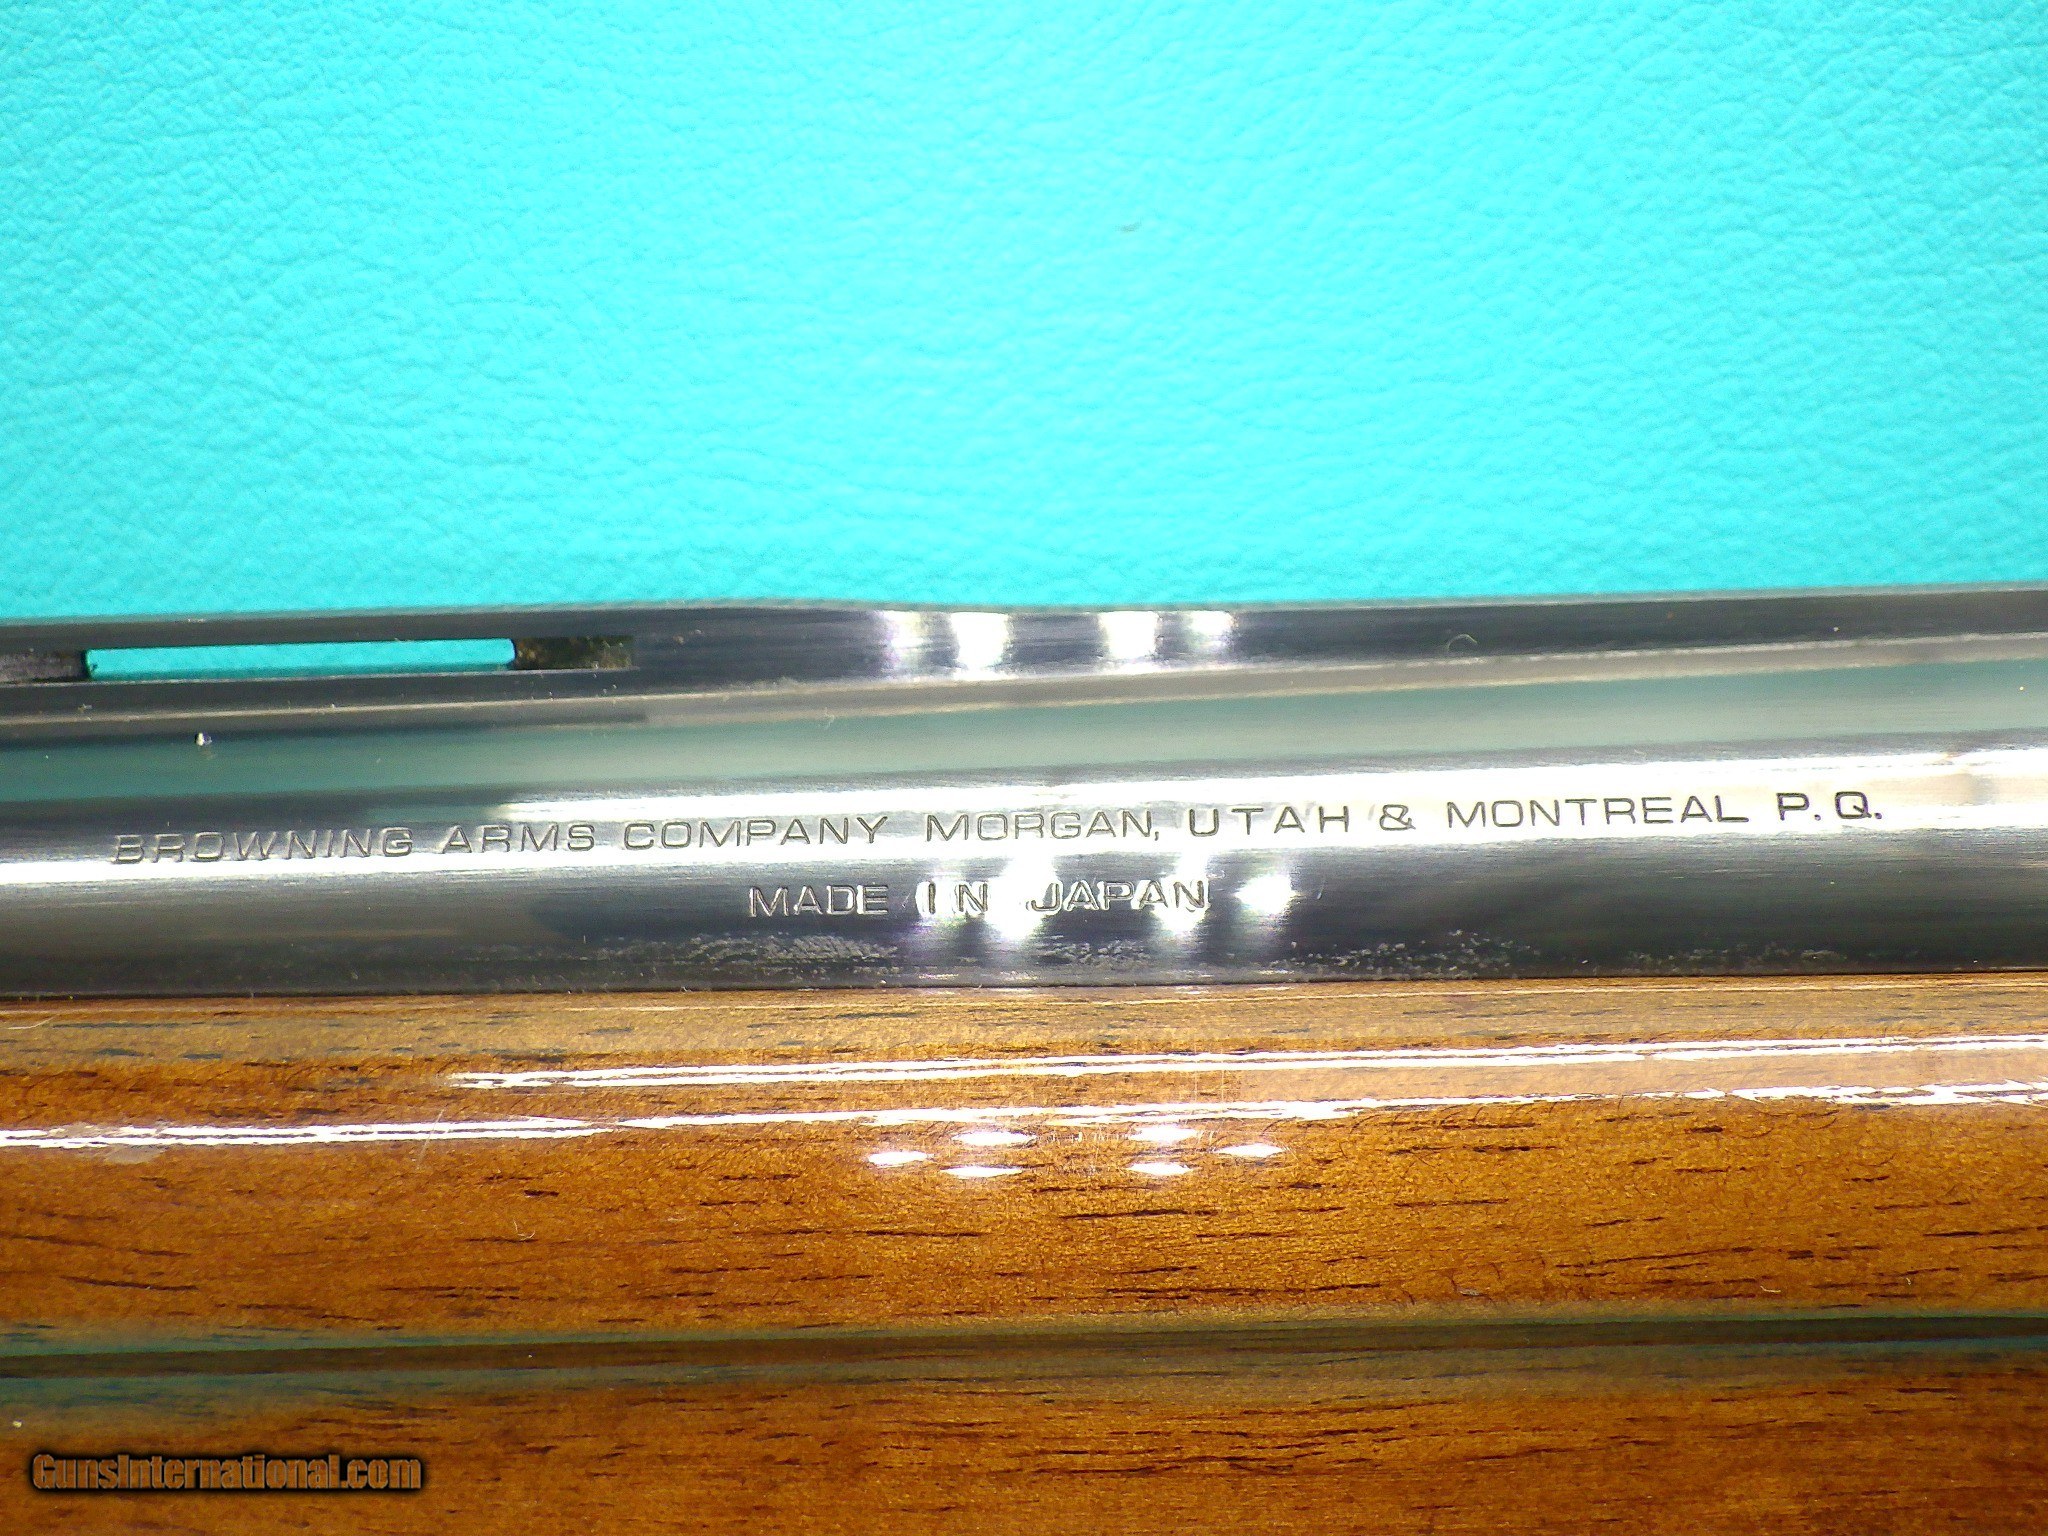 BROWNING ARMS COMPANY MORGAN, UTAH & MONTREAL P.Q.
MADE IN JAPAN
GunsInternational.com